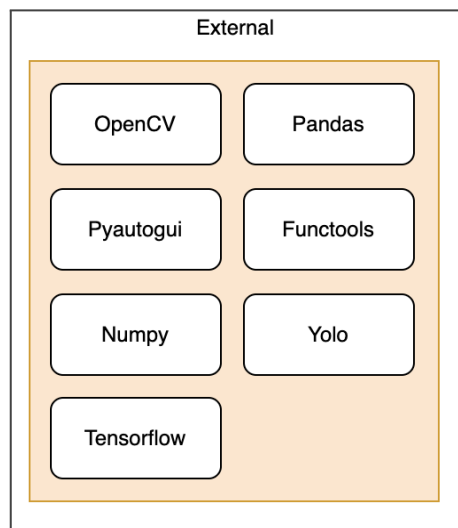 External
OpenCV
Pandas
Pyautogui
Functools
Numpy
Yolo
Tensorflow